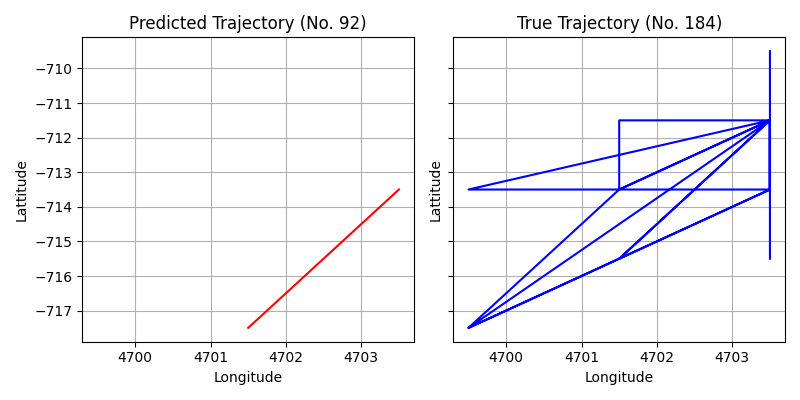 Predicted Trajectory (No. 92)
True Trajectory (No. 184)
−710
−711
−712
−713
−714
−715
−716
−717
Lattitude
Lattitude
4700 4701 4702 4703
4700 4701 4702 4703
Longitude
Longitude